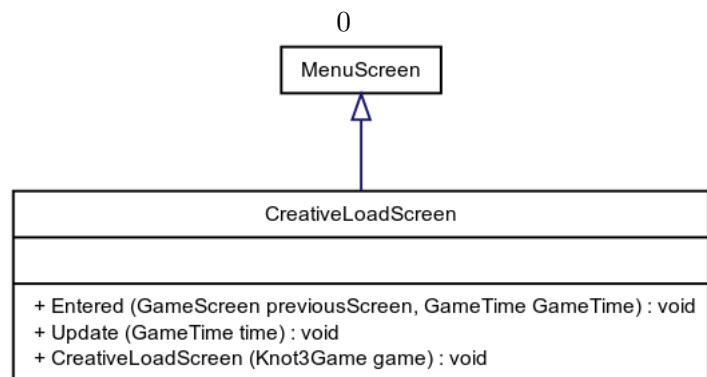 0
MenuScreen
CreativeLoadScreen
+ Entered (GameScreen previousScreen, GameTime GameTime) : void
+ Update (GameTime time) : void
+ CreativeLoadScreen (Knot3Game game) : void